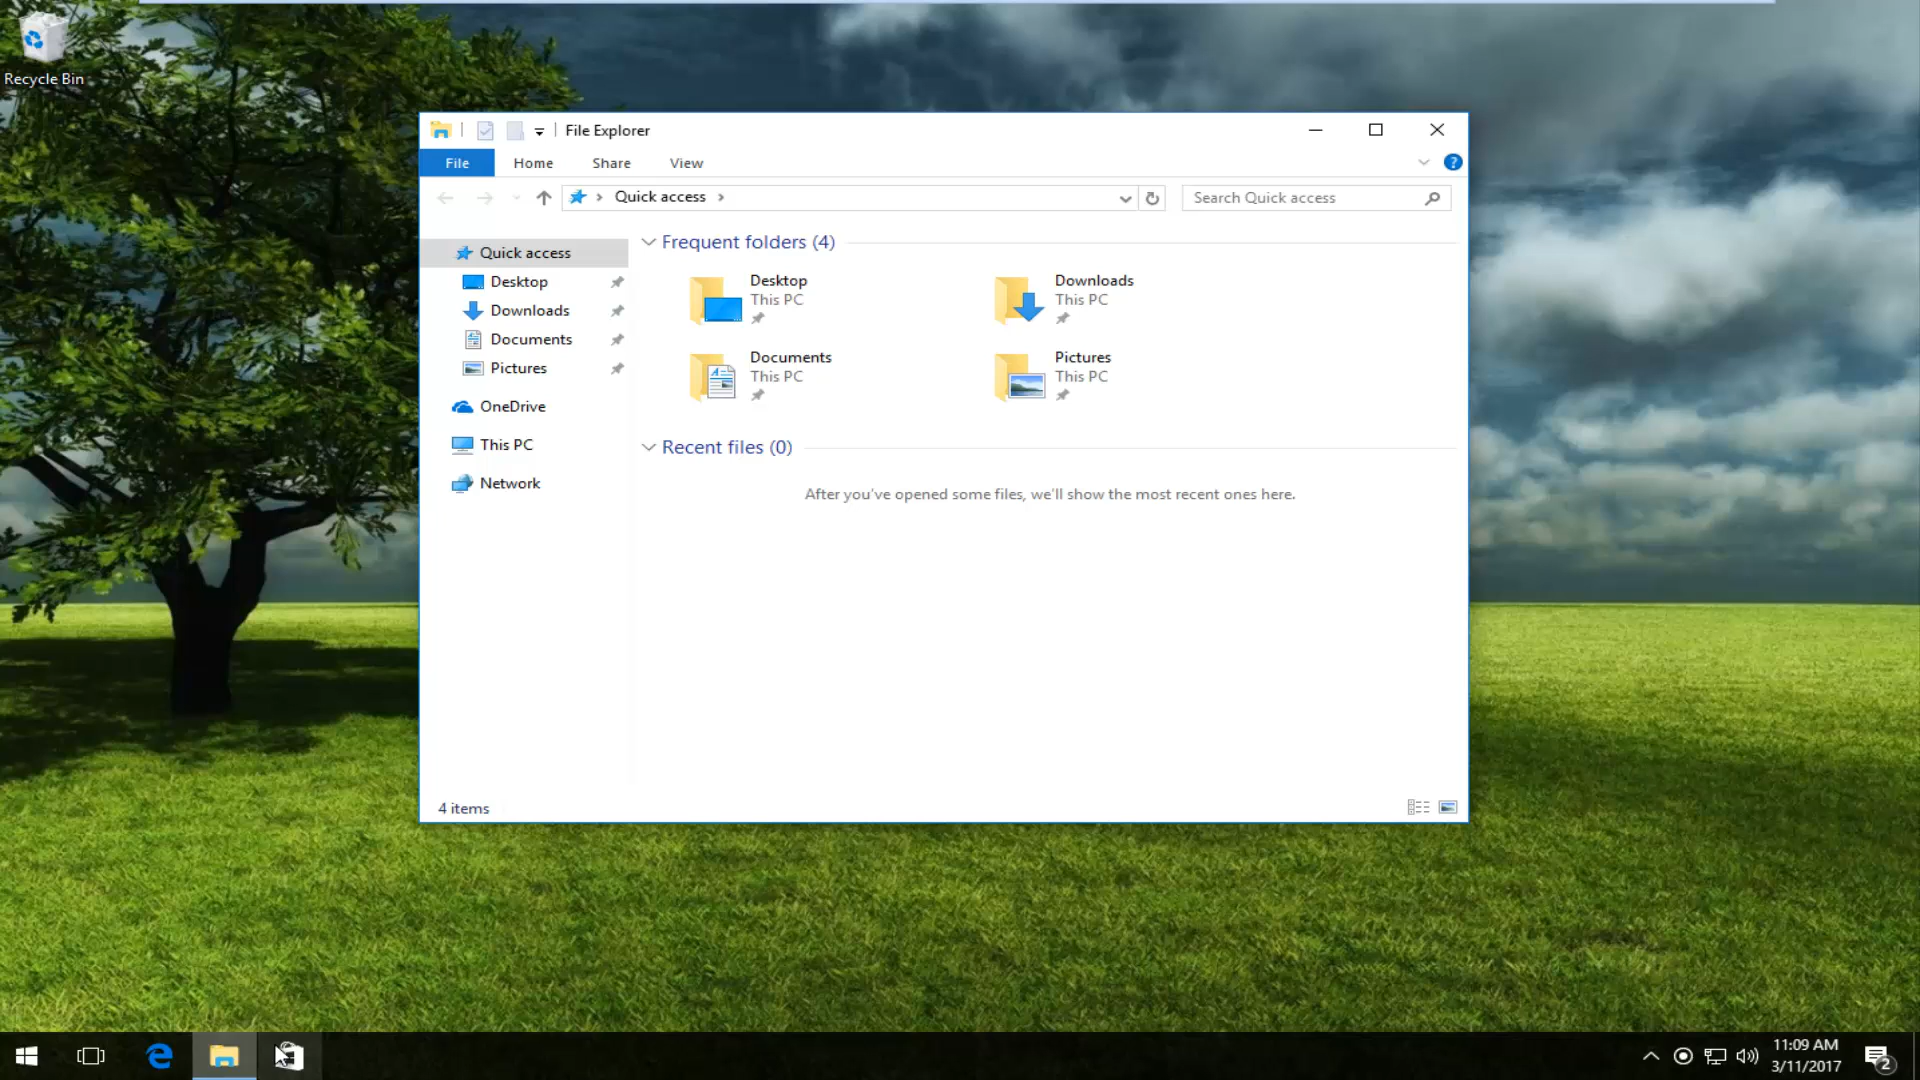 Recycle Bin
File Explorer
File Home Share View
Quick access
Search Quick access
Quick access
Desktop
Downloads
Documents
Pictures
OneDrive
This PC
Network
Frequent folders (4)
Desktop
This PC
Downloads
This PC
Documents
This PC
Pictures
This PC
Recent files (0)
After you've opened some files, we'll show the most recent ones here.
4 items
11:09 AM
3/11/2017
2